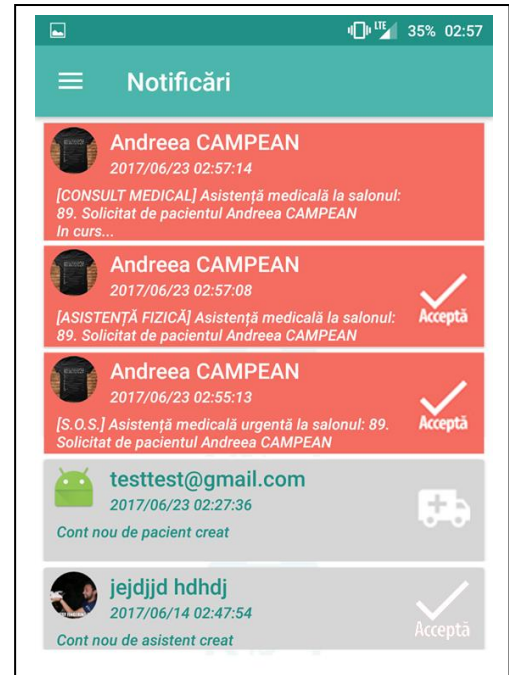 LTE 35% 02:57
Notificări
Andreea CAMPEAN
2017/06/23 02:57:14
[CONSULT MEDICAL] Asistență medicală la salonul:
89. Solicitat de pacientul Andreea CAMPEAN
In curs...
Andreea CAMPEAN
2017/06/23 02:57:08
[ASISTENȚĂ FIZICĂ] Asistență medicală la salonul:
89. Solicitat de pacientul Andreea CAMPEAN
Acceptă
Andreea CAMPEAN
2017/06/23 02:55:13
[S.O.S.] Asistență medicală urgentă la salonul: 89.
Solicitat de pacientul Andreea CAMPEAN
Acceptă
testtest@gmail.com
2017/06/23 02:27:36
Cont nou de pacient creat
jejdjjd hdhdj
2017/06/14 02:47:54
Cont nou de asistent creat
Acceptă